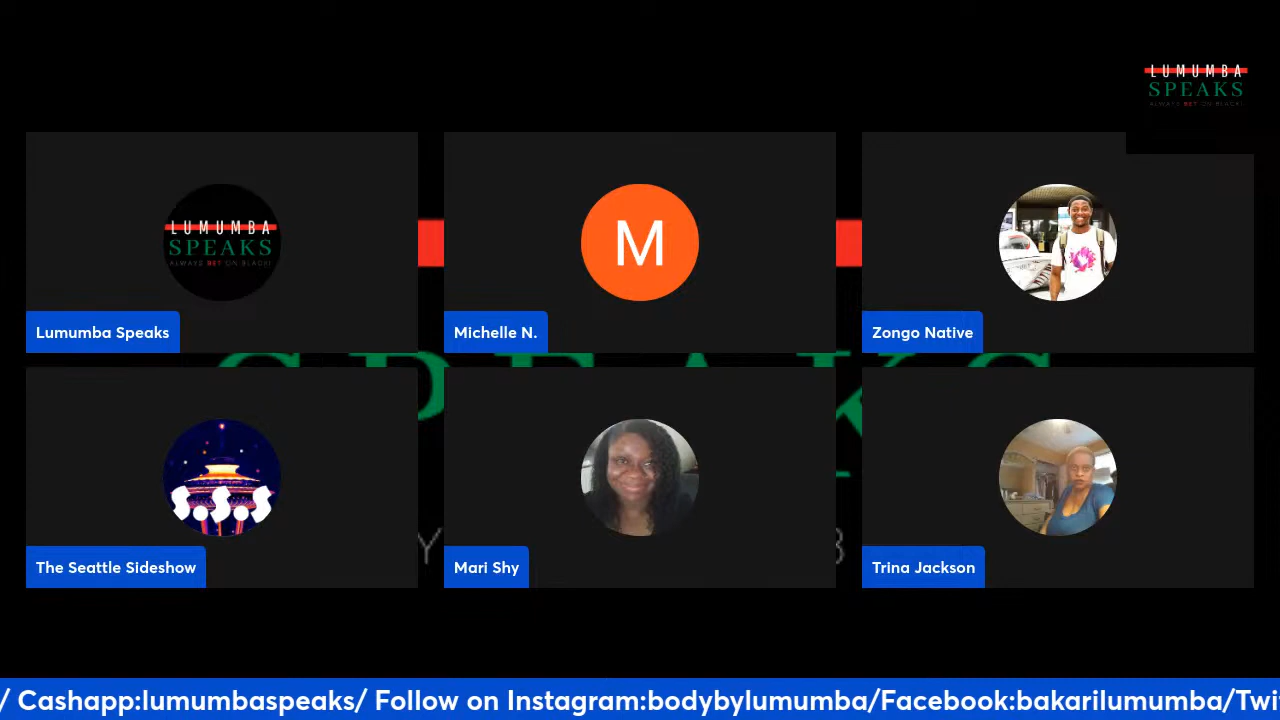 LUMUMBA
SPEAKS
ALWAYS BET ON BLACK!
LUMUMBA
SPEAKS
ALWAYS BET ON BLACK!
M
Lumumba Speaks
Michelle N.
Zongo Native
SPEAKS
S.S.S
The Seattle Sideshow
Mari Shy
Trina Jackson
/ Cashapp:lumumbaspeaks/ Follow on Instagram:bodybylumumba/Facebook:bakarilumumba/Twi